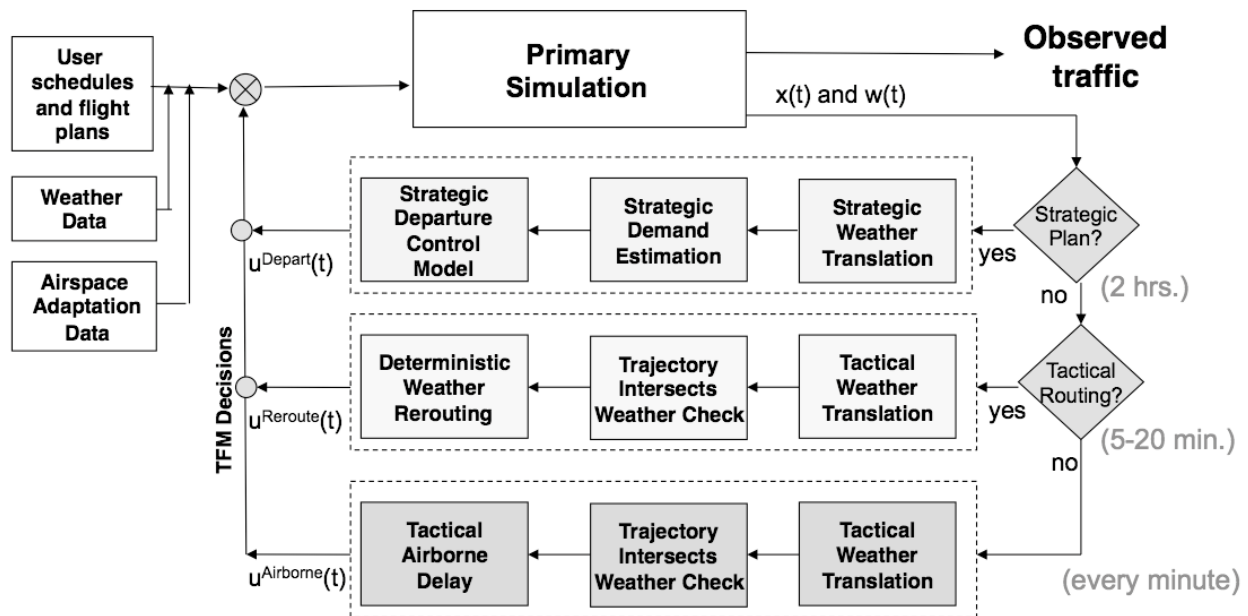 User
schedules
and flight
plans
Weather
Data
Airspace
Adaptation
Data
Primary
Simulation
Observed
traffic
x(t) and w(t)
Strategic
Plan?
yes
no
(2 hrs.)
Strategic
Weather
Translation
Strategic
Demand
Estimation
Strategic
Departure
Control
Model
uDepart(t)
Tactical
Routing?
yes
no
(5-20 min.)
Tactical
Weather
Translation
Trajectory
Intersects
Weather Check
Deterministic
Weather
Rerouting
uReroute(t)
TFM Decisions
(every minute)
Tactical
Weather
Translation
Trajectory
Intersects
Weather Check
Tactical
Airborne
Delay
uAirborne(t)